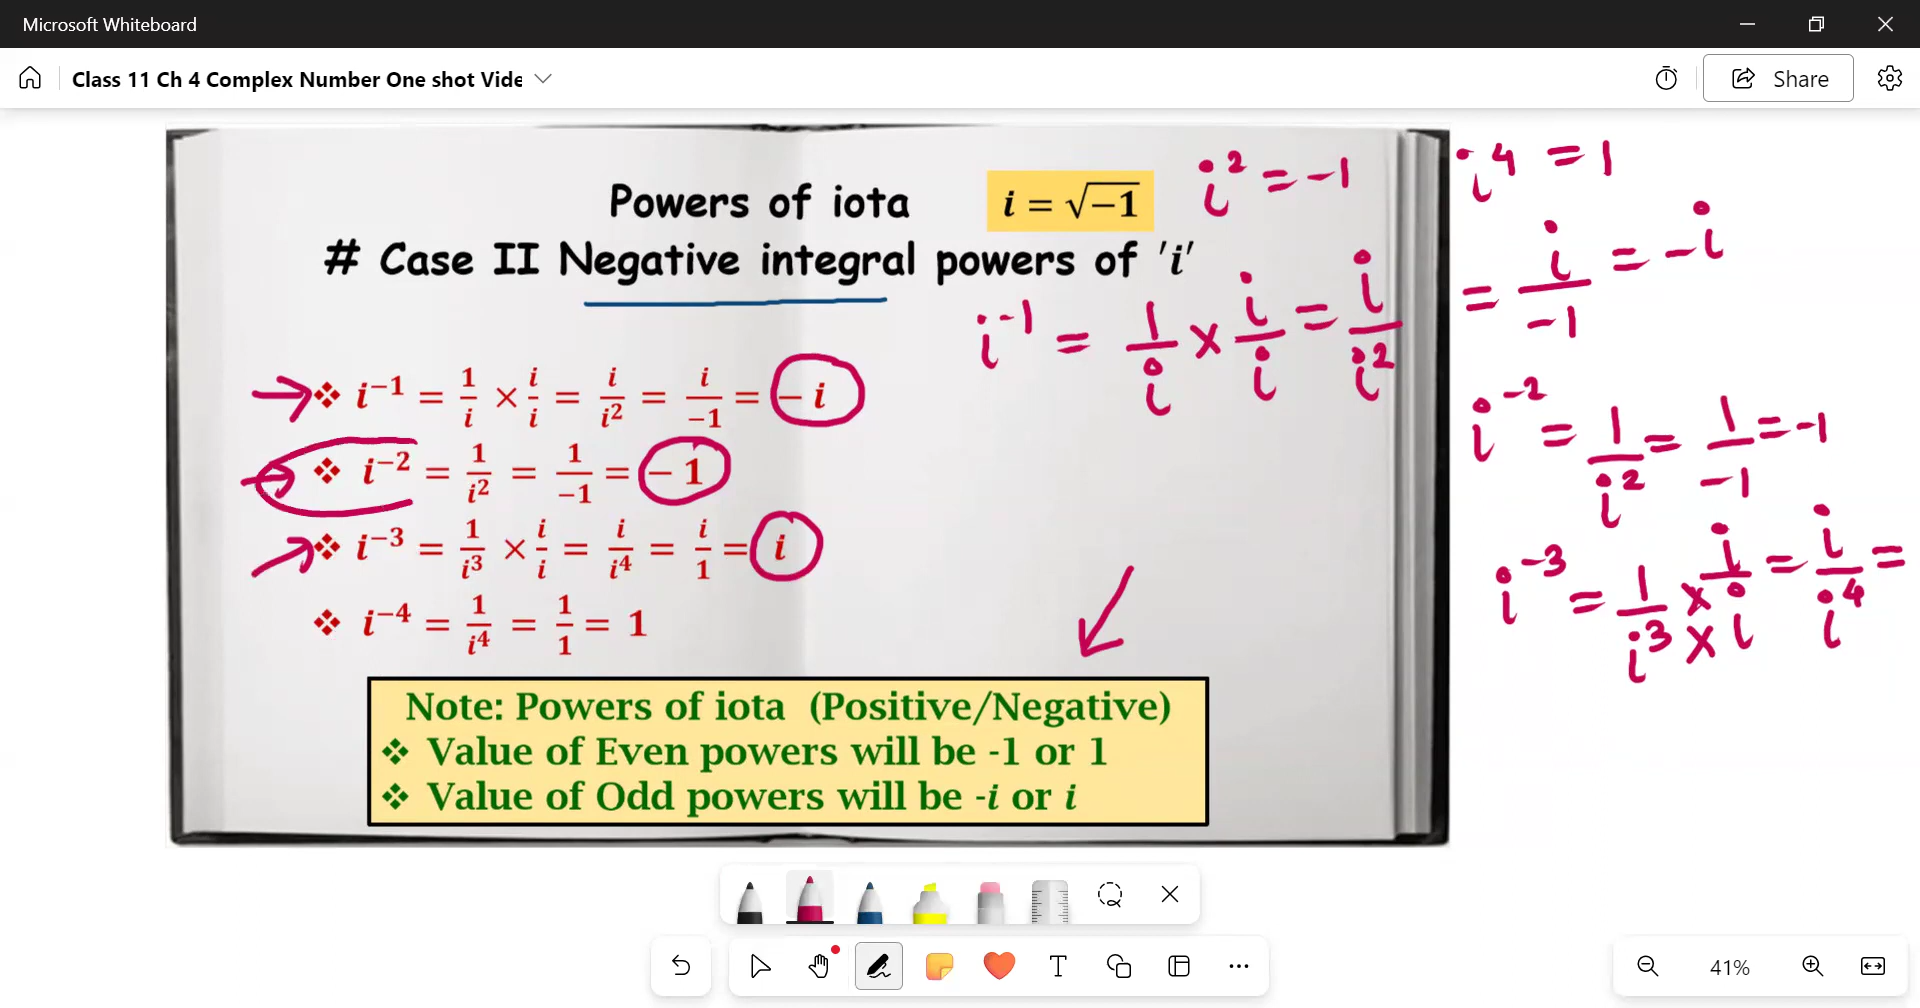 Microsoft Whiteboard
Class 11 Ch 4 Complex Number One shot Vide
Share
Powers of iota
i = √−1
i² = -1
i⁴ = 1
# Case II Negative integral powers of 'i'
i⁻¹ = 1/i × i/i = i/i² = i/-1 = -i
❖ i⁻¹ = 1/i × i/i = i/i² = i/−1 = − i
❖ i⁻² = 1/i² = 1/−1 = − 1
i⁻² = 1/i² = 1/-1 = -1
❖ i⁻³ = 1/i³ × i/i = i/i⁴ = i/1 = i
i⁻³ = 1/i³ × i/× i = i/i⁴ =
❖ i⁻⁴ = 1/i⁴ = 1/1 = 1
Note: Powers of iota (Positive/Negative)
❖ Value of Even powers will be -1 or 1
❖ Value of Odd powers will be -i or i
41%